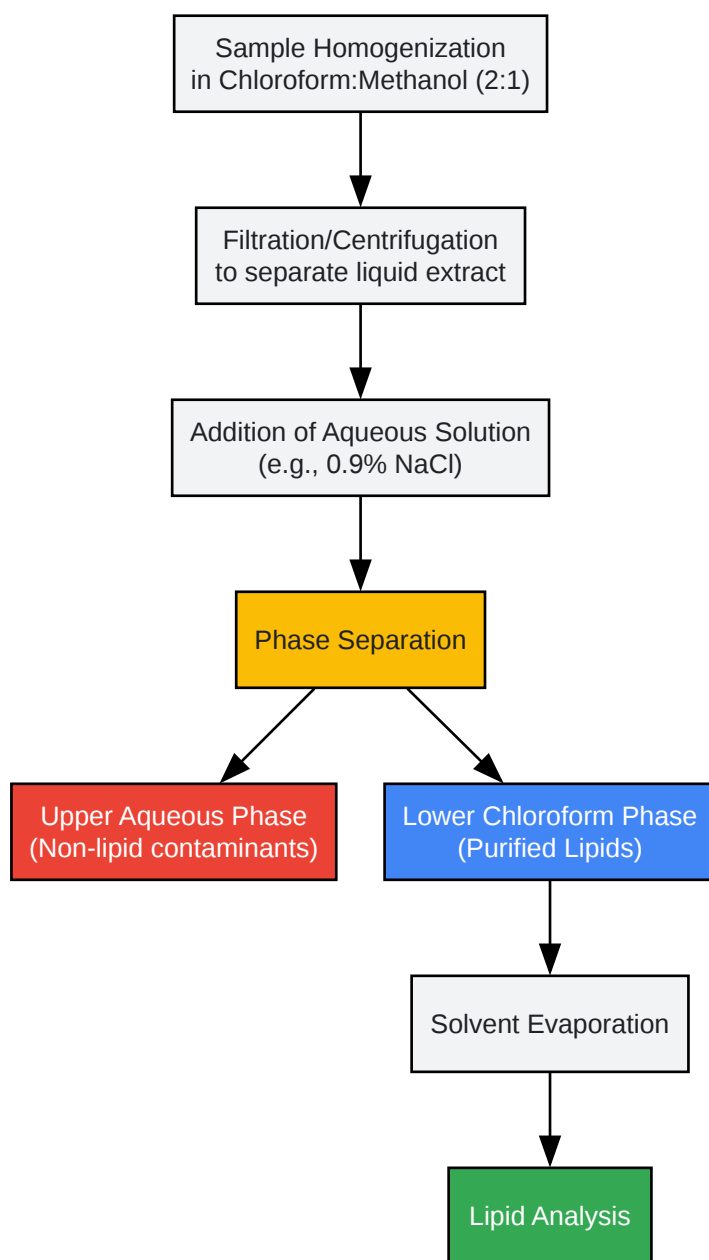 Sample Homogenization
in Chloroform:Methanol (2:1)
Filtration/Centrifugation
to separate liquid extract
Addition of Aqueous Solution
(e.g., 0.9% NaCl)
Phase Separation
Upper Aqueous Phase
(Non-lipid contaminants)
Lower Chloroform Phase
(Purified Lipids)
Solvent Evaporation
Lipid Analysis